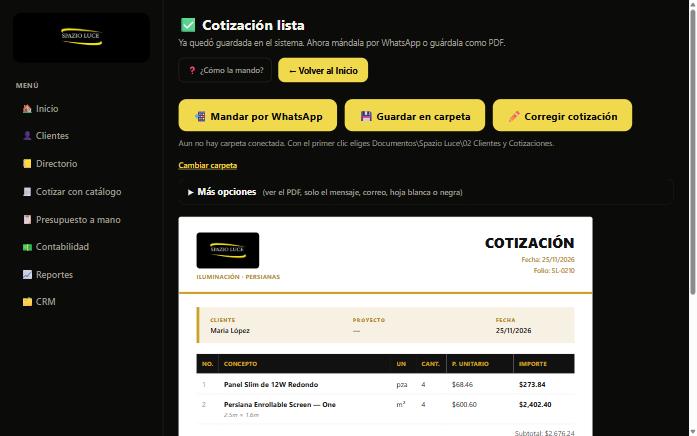 SPAZIO LUCE
MENÚ
Inicio
Clientes
Directorio
Cotizar con catálogo
Presupuesto a mano
Contabilidad
Reportes
CRM
Cotización lista
Ya quedó guardada en el sistema. Ahora mándala por WhatsApp o guárdala como PDF.
❓ ¿Cómo la mando?
← Volver al Inicio
Mandar por WhatsApp
Guardar en carpeta
Corregir cotización
Aun no hay carpeta conectada. Con el primer clic eliges Documentos\Spazio Luce\02 Clientes y Cotizaciones.
Cambiar carpeta
▶ Más opciones (ver el PDF, solo el mensaje, correo, hoja blanca o negra)
SPAZIO LUCE
ILUMINACIÓN · PERSIANAS
COTIZACIÓN
Fecha: 25/11/2026
Folio: SL-0210
CLIENTE PROYECTO FECHA
Maria López — 25/11/2026
NO. CONCEPTO UN CANT. P. UNITARIO IMPORTE
1 Panel Slim de 12W Redondo pza 4 $68.46 $273.84
2 Persiana Enrollable Screen — One m² 4 $600.60 $2,402.40
2.5m × 1.6m
Subtotal: $2,676.24